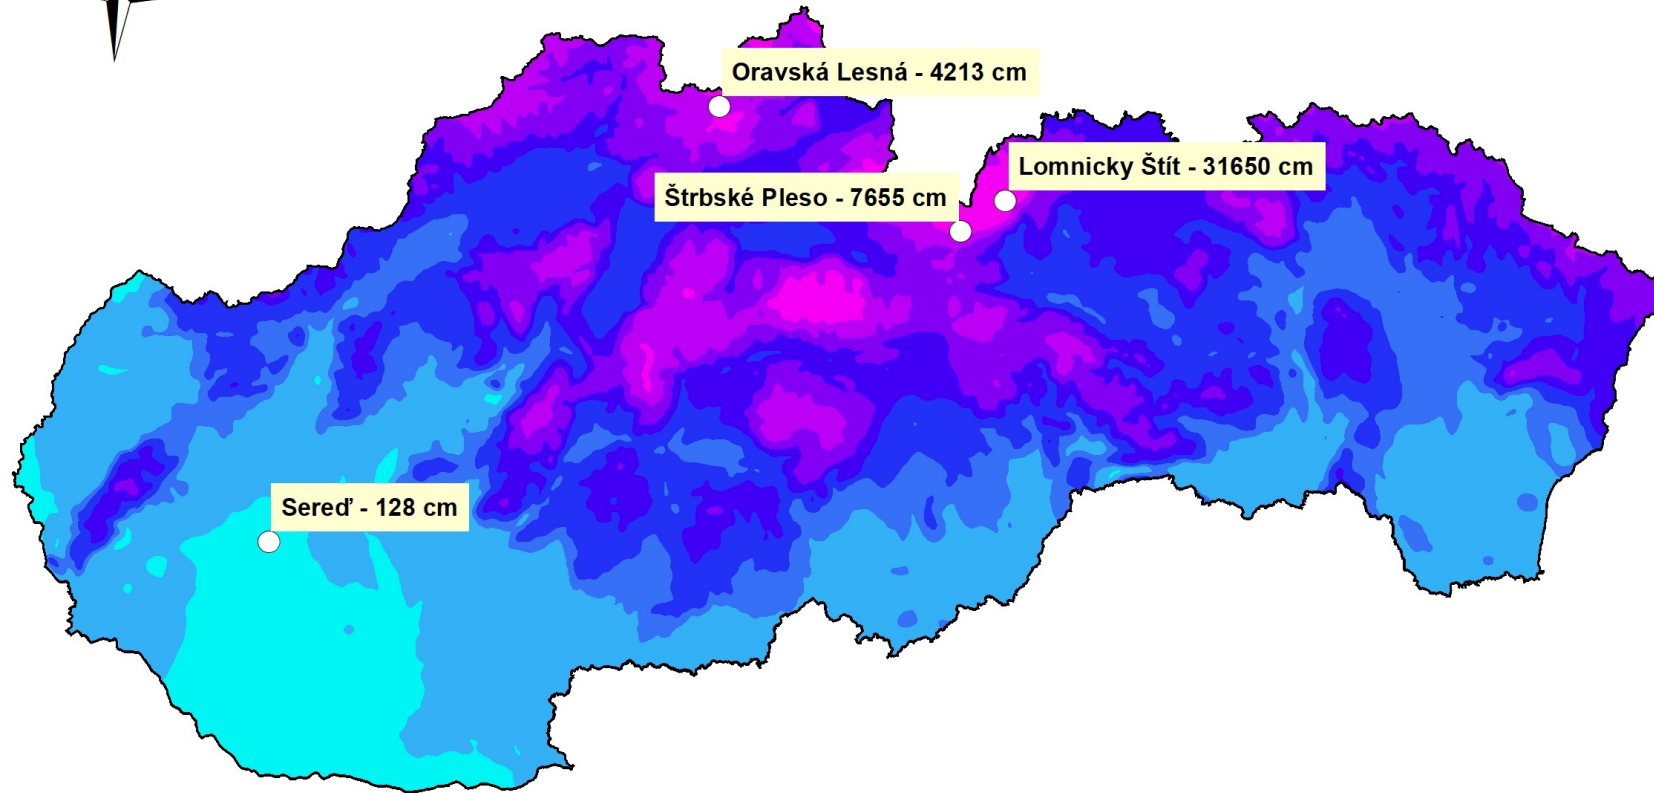 Oravská Lesná - 4213 cm
Lomnicky Štít - 31650 cm
Štrbské Pleso - 7655 cm
Sereď - 128 cm